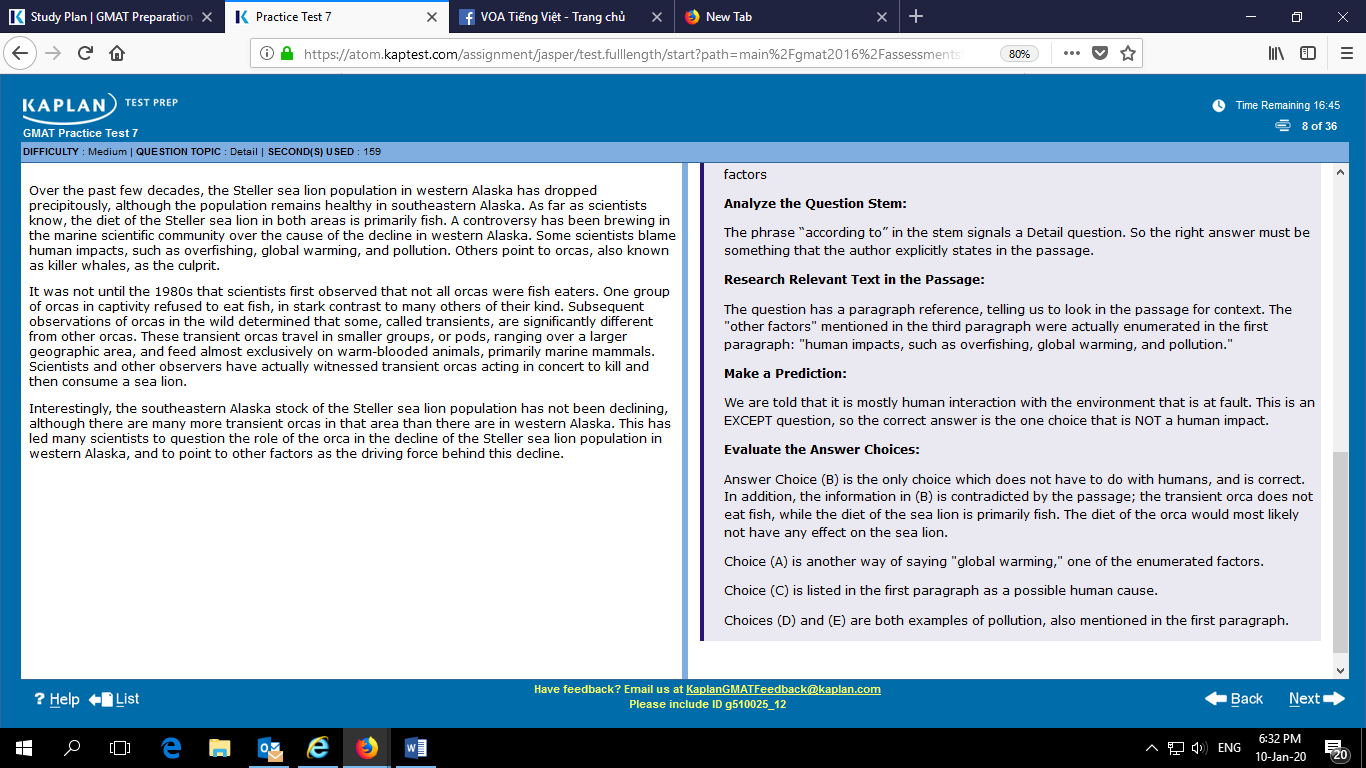 Study Plan | GMAT Preparation
Practice Test 7
VOA Tiếng Việt - Trang chủ
New Tab
https://atom.kaptest.com/assignment/jasper/test.fulllength/start?path=main%2Fgmat2016%2Fassessments
80%
KAPLAN TEST PREP
Time Remaining 16:45
GMAT Practice Test 7
8 of 36
DIFFICULTY : Medium | QUESTION TOPIC : Detail | SECOND(S) USED : 159
Over the past few decades, the Steller sea lion population in western Alaska has dropped
precipitously, although the population remains healthy in southeastern Alaska. As far as scientists
know, the diet of the Steller sea lion in both areas is primarily fish. A controversy has been brewing in
the marine scientific community over the cause of the decline in western Alaska. Some scientists blame
human impacts, such as overfishing, global warming, and pollution. Others point to orcas, also known
as killer whales, as the culprit.
It was not until the 1980s that scientists first observed that not all orcas were fish eaters. One group
of orcas in captivity refused to eat fish, in stark contrast to many others of their kind. Subsequent
observations of orcas in the wild determined that some, called transients, are significantly different
from other orcas. These transient orcas travel in smaller groups, or pods, ranging over a larger
geographic area, and feed almost exclusively on warm-blooded animals, primarily marine mammals.
Scientists and other observers have actually witnessed transient orcas acting in concert to kill and
then consume a sea lion.
Interestingly, the southeastern Alaska stock of the Steller sea lion population has not been declining,
although there are many more transient orcas in that area than there are in western Alaska. This has
led many scientists to question the role of the orca in the decline of the Steller sea lion population in
western Alaska, and to point to other factors as the driving force behind this decline.
factors
Analyze the Question Stem:
The phrase “according to” in the stem signals a Detail question. So the right answer must be
something that the author explicitly states in the passage.
Research Relevant Text in the Passage:
The question has a paragraph reference, telling us to look in the passage for context. The
"other factors" mentioned in the third paragraph were actually enumerated in the first
paragraph: "human impacts, such as overfishing, global warming, and pollution."
Make a Prediction:
We are told that it is mostly human interaction with the environment that is at fault. This is an
EXCEPT question, so the correct answer is the one choice that is NOT a human impact.
Evaluate the Answer Choices:
Answer Choice (B) is the only choice which does not have to do with humans, and is correct.
In addition, the information in (B) is contradicted by the passage; the transient orca does not
eat fish, while the diet of the sea lion is primarily fish. The diet of the orca would most likely
not have any effect on the sea lion.
Choice (A) is another way of saying "global warming," one of the enumerated factors.
Choice (C) is listed in the first paragraph as a possible human cause.
Choices (D) and (E) are both examples of pollution, also mentioned in the first paragraph.
? Help
List
Have feedback? Email us at KaplanGMATFeedback@kaplan.com
Please include ID g510025_12
Back
Next
ENG
6:32 PM
10-Jan-20
20